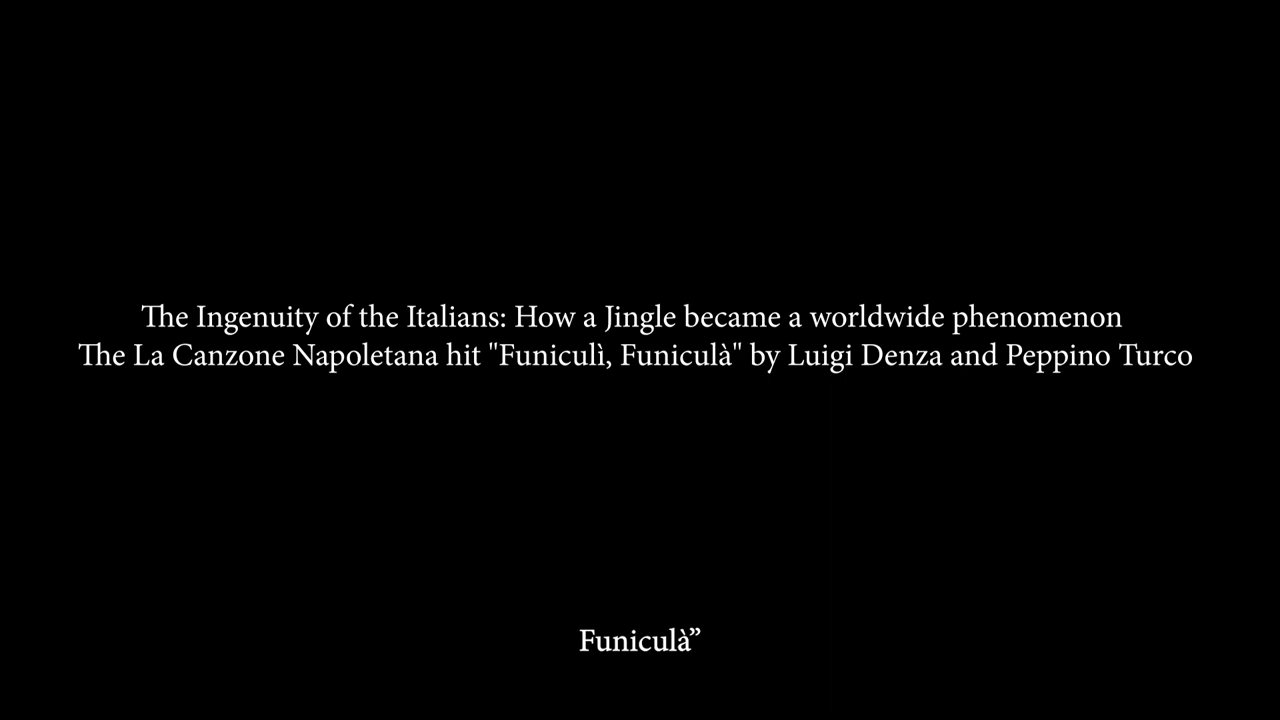 The Ingenuity of the Italians: How a Jingle became a worldwide phenomenon
The La Canzone Napoletana hit "Funiculì, Funiculà" by Luigi Denza and Peppino Turco
Funiculà”